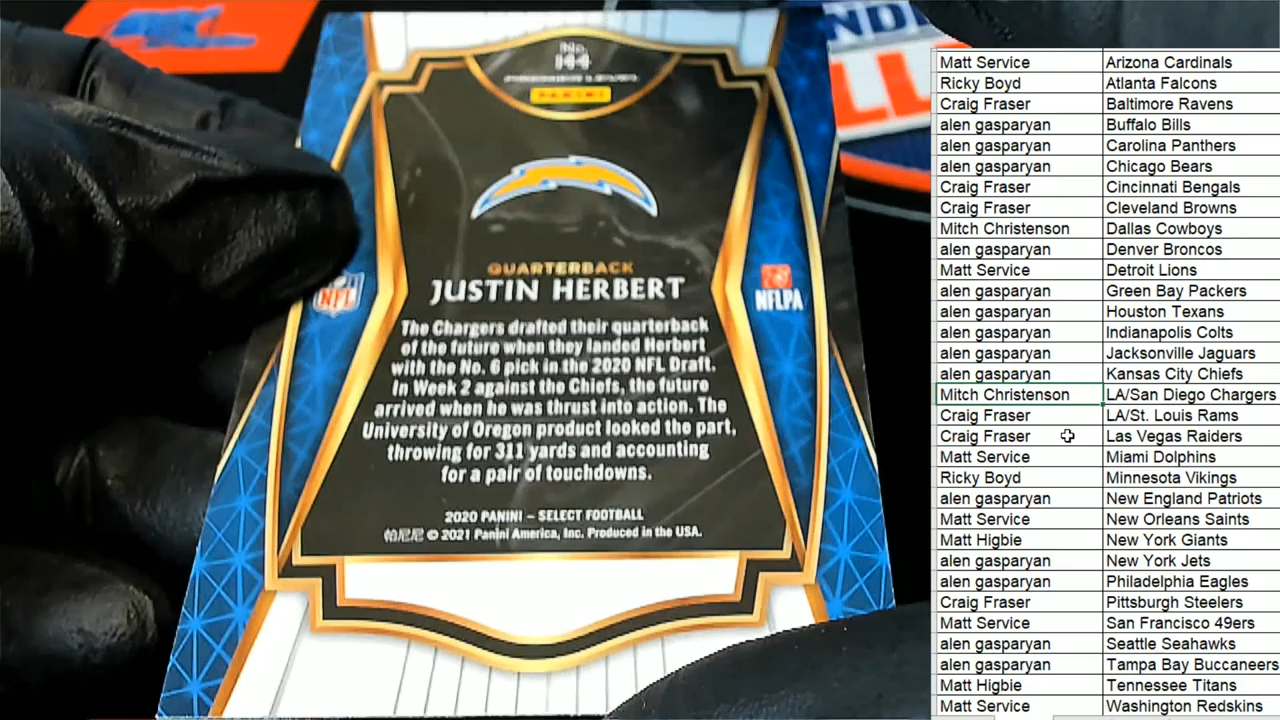 No.
144
PREMIER LEVEL
PANINI
QUARTERBACK
JUSTIN HERBERT
NFL
NFLPA
The Chargers drafted their quarterback
of the future when they landed Herbert
with the No. 6 pick in the 2020 NFL Draft.
In Week 2 against the Chiefs, the future
arrived when he was thrust into action. The
University of Oregon product looked the part,
throwing for 311 yards and accounting
for a pair of touchdowns.
2020 PANINI – SELECT FOOTBALL
帕尼尼 © 2021 Panini America, Inc. Produced in the USA.
Matt Service Arizona Cardinals
Ricky Boyd Atlanta Falcons
Craig Fraser Baltimore Ravens
alen gasparyan Buffalo Bills
alen gasparyan Carolina Panthers
alen gasparyan Chicago Bears
Craig Fraser Cincinnati Bengals
Craig Fraser Cleveland Browns
Mitch Christenson Dallas Cowboys
alen gasparyan Denver Broncos
Matt Service Detroit Lions
alen gasparyan Green Bay Packers
alen gasparyan Houston Texans
alen gasparyan Indianapolis Colts
alen gasparyan Jacksonville Jaguars
alen gasparyan Kansas City Chiefs
Mitch Christenson LA/San Diego Chargers
Craig Fraser LA/St. Louis Rams
Craig Fraser Las Vegas Raiders
Matt Service Miami Dolphins
Ricky Boyd Minnesota Vikings
alen gasparyan New England Patriots
Matt Service New Orleans Saints
Matt Higbie New York Giants
alen gasparyan New York Jets
alen gasparyan Philadelphia Eagles
Craig Fraser Pittsburgh Steelers
Matt Service San Francisco 49ers
alen gasparyan Seattle Seahawks
alen gasparyan Tampa Bay Buccaneers
Matt Higbie Tennessee Titans
Matt Service Washington Redskins